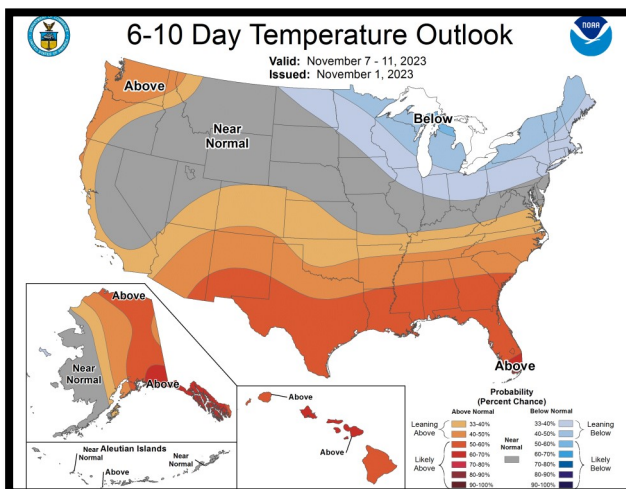 6-10 Day Temperature Outlook
Valid: November 7 - 11, 2023
Issued: November 1, 2023
NOAA
Above
Near
Normal
Below
Above
Above
Near
Normal
Above
Aleutian Islands
Near
Normal
Above
Near
Normal
Above
Above
Probability
(Percent Chance)
Above Normal
Below Normal
Leaning
Above
33-40%
40-50%
Likely
Above
50-60%
60-70%
70-80%
80-90%
90-100%
Near
Normal
33-40%
40-50%
Leaning
Below
50-60%
60-70%
70-80%
80-90%
90-100%
Likely
Below